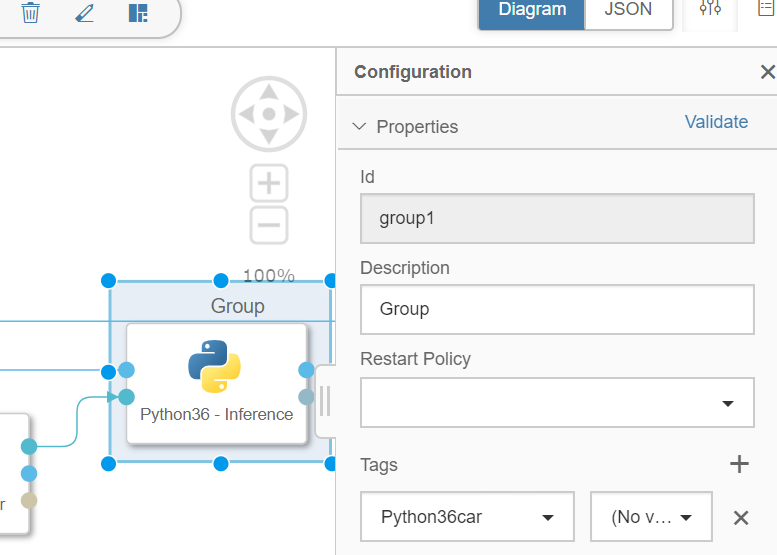 Diagram
JSON
Configuration
Properties
Validate
Id
group1
100%
Description
Group
Group
Restart Policy
Python36 - Inference
Tags
r
Python36car
(No v...